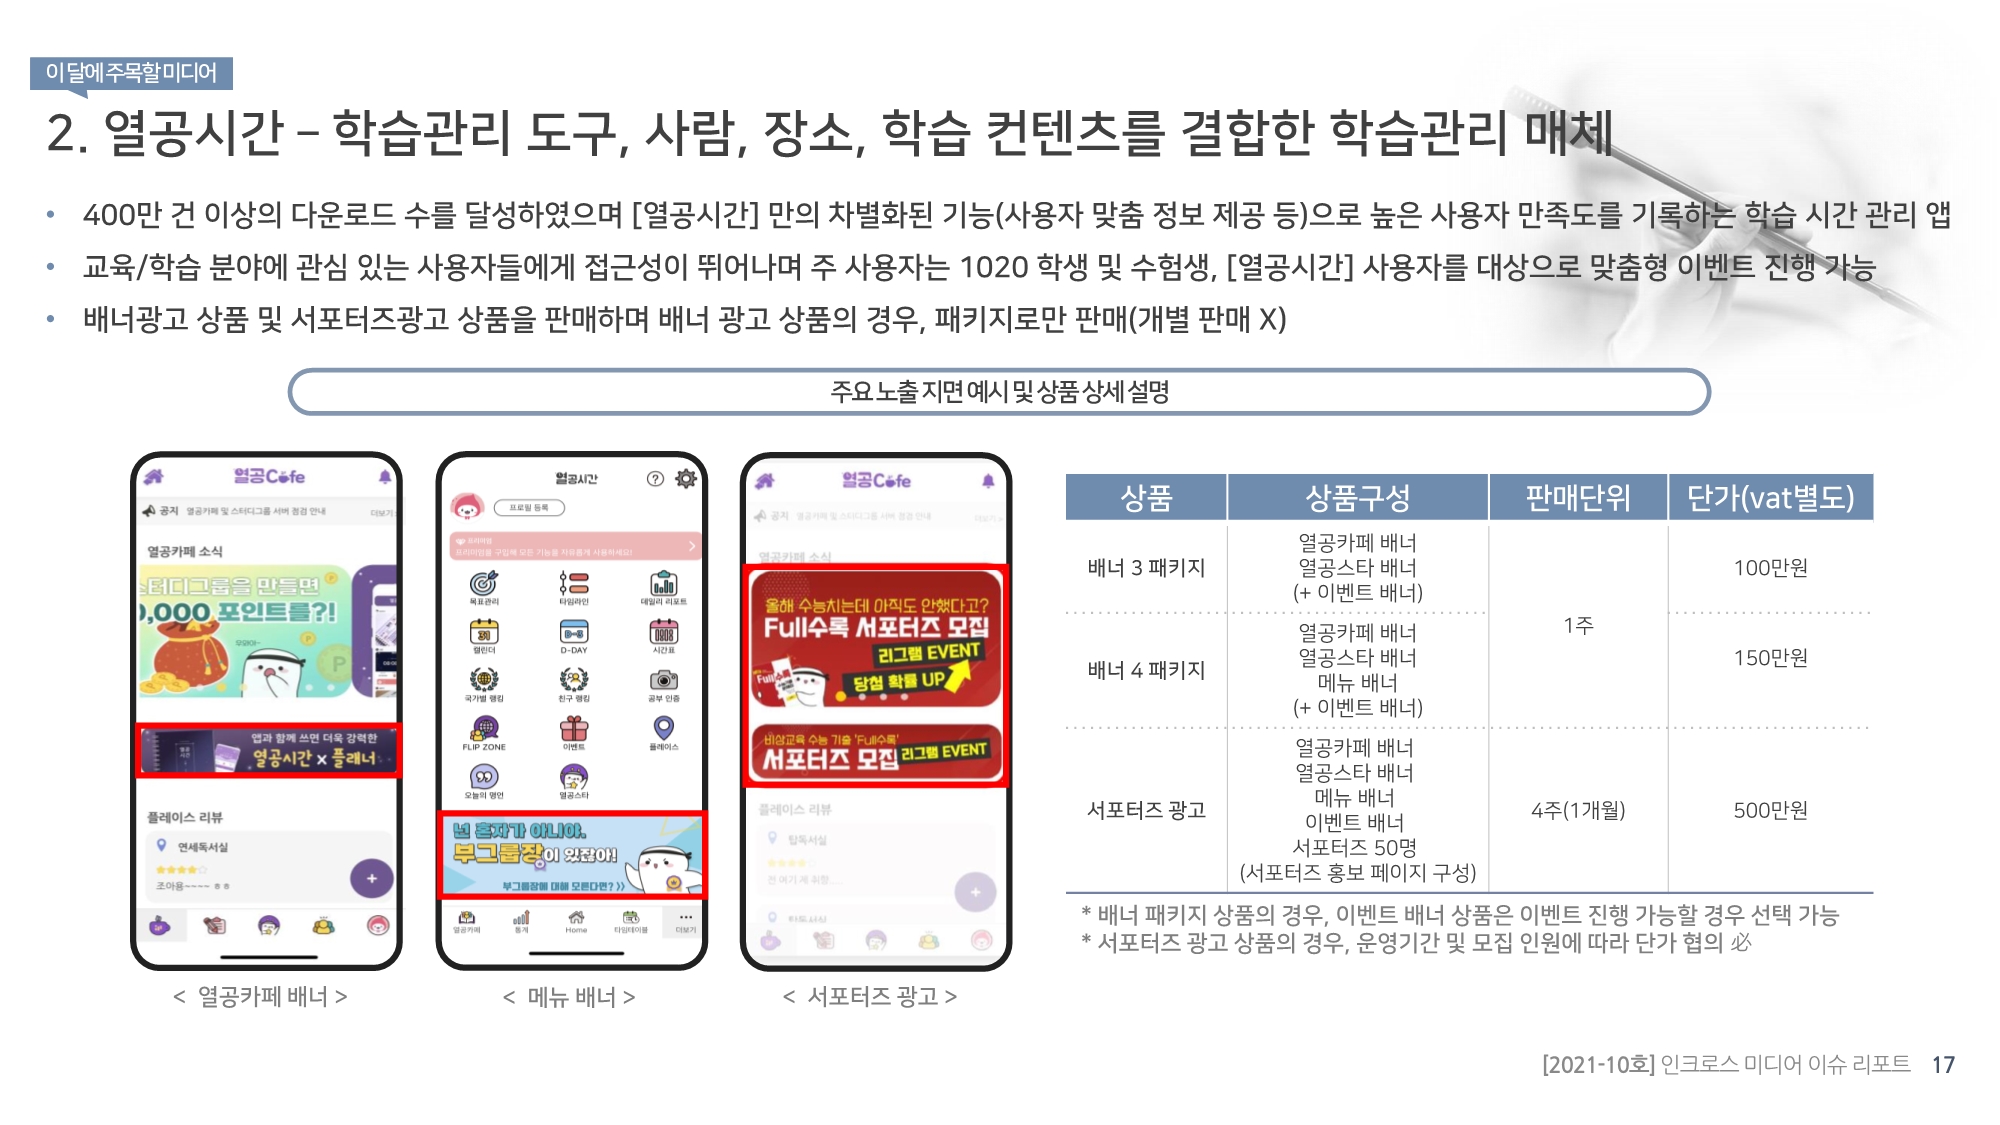 이 달에 주목할 미디어
2. 열공시간 – 학습관리 도구, 사람, 장소, 학습 컨텐츠를 결합한 학습관리 매체
• 400만 건 이상의 다운로드 수를 달성하였으며 [열공시간] 만의 차별화된 기능(사용자 맞춤 정보 제공 등)으로 높은 사용자 만족도를 기록하는 학습 시간 관리 앱
• 교육/학습 분야에 관심 있는 사용자들에게 접근성이 뛰어나며 주 사용자는 1020 학생 및 수험생, [열공시간] 사용자를 대상으로 맞춤형 이벤트 진행 가능
• 배너광고 상품 및 서포터즈광고 상품을 판매하며 배너 광고 상품의 경우, 패키지로만 판매(개별 판매 X)
주요 노출 지면 예시 및 상품 상세 설명
열공Cafe
공지 열공카페 및 스터디그룹 서버 점검 안내 더보기
열공카페 소식
스터디그룹을 만들면
0,000 포인트를?!
앱과 함께 쓰면 더욱 강력한
열공시간 x 플래너
플레이스 리뷰
연세독서실
조아용~~~~ ㅎㅎ
< 열공카페 배너 >
열공시간
프로필 등록
프리미엄
프리미엄을 구입해 모든 기능을 자유롭게 사용하세요!
목표관리 타임라인 데일리 리포트
31 D-5
캘린더 D-DAY 시간표
국가별 랭킹 친구 랭킹 공부 인증
FLIP ZONE 이벤트 플레이스
오늘의 명언 열공스타
넌 혼자가 아니야.
부그룹장이 있잖아!
부그룹장에 대해 모른다면? 》
열공카페 통계 Home 타임테이블 더보기
< 메뉴 배너 >
열공Cafe
공지 열공카페 및 스터디그룹 서버 점검 안내 더보기
열공카페 소식
올해 수능치는데 아직도 안했다고?
Full수록 서포터즈 모집
리그램 EVENT
당첨 확률 UP
비상교육 수능 기출 'Full수록'
서포터즈 모집 리그램 EVENT
플레이스 리뷰
탑독서실
< 서포터즈 광고 >
상품 상품구성 판매단위 단가(vat별도)
배너 3 패키지
열공카페 배너
열공스타 배너
(+ 이벤트 배너)
1주
100만원
배너 4 패키지
열공카페 배너
열공스타 배너
메뉴 배너
(+ 이벤트 배너)
150만원
서포터즈 광고
열공카페 배너
열공스타 배너
메뉴 배너
이벤트 배너
서포터즈 50명
(서포터즈 홍보 페이지 구성)
4주(1개월)
500만원
* 배너 패키지 상품의 경우, 이벤트 배너 상품은 이벤트 진행 가능할 경우 선택 가능
* 서포터즈 광고 상품의 경우, 운영기간 및 모집 인원에 따라 단가 협의 必
[2021-10호] 인크로스 미디어 이슈 리포트 17